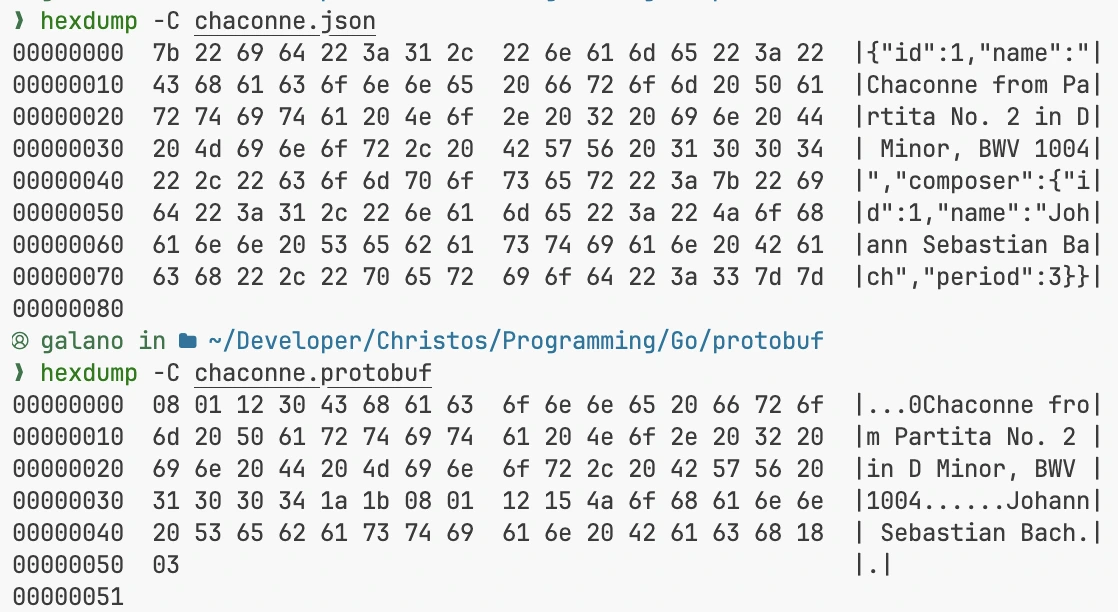 ❯ hexdump -C chaconne.json
00000000  7b 22 69 64 22 3a 31 2c  22 6e 61 6d 65 22 3a 22  |{"id":1,"name":"|
00000010  43 68 61 63 6f 6e 6e 65  20 66 72 6f 6d 20 50 61  |Chaconne from Pa|
00000020  72 74 69 74 61 20 4e 6f  2e 20 32 20 69 6e 20 44  |rtita No. 2 in D|
00000030  20 4d 69 6e 6f 72 2c 20  42 57 56 20 31 30 30 34  | Minor, BWV 1004|
00000040  22 2c 22 63 6f 6d 70 6f  73 65 72 22 3a 7b 22 69  |","composer":{"i|
00000050  64 22 3a 31 2c 22 6e 61  6d 65 22 3a 22 4a 6f 68  |d":1,"name":"Joh|
00000060  61 6e 6e 20 53 65 62 61  73 74 69 61 6e 20 42 61  |ann Sebastian Ba|
00000070  63 68 22 2c 22 70 65 72  69 6f 64 22 3a 33 7d 7d  |ch","period":3}}|
00000080
galano in ~/Developer/Christos/Programming/Go/protobuf
❯ hexdump -C chaconne.protobuf
00000000  08 01 12 30 43 68 61 63  6f 6e 6e 65 20 66 72 6f  |...0Chaconne fro|
00000010  6d 20 50 61 72 74 69 74  61 20 4e 6f 2e 20 32 20  |m Partita No. 2 |
00000020  69 6e 20 44 20 4d 69 6e  6f 72 2c 20 42 57 56 20  |in D Minor, BWV |
00000030  31 30 30 34 1a 1b 08 01  12 15 4a 6f 68 61 6e 6e  |1004......Johann|
00000040  20 53 65 62 61 73 74 69  61 6e 20 42 61 63 68 18  | Sebastian Bach.|
00000050  03                                                |.|
00000051